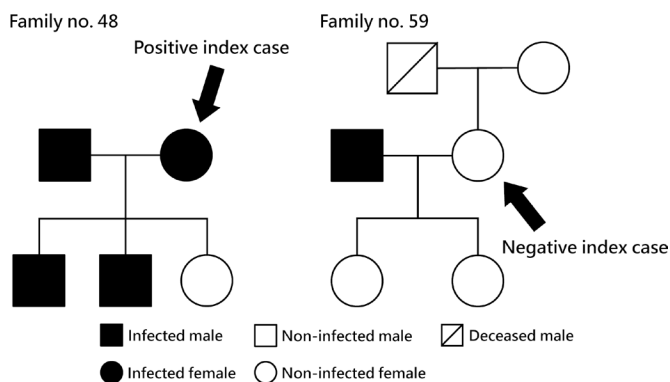 Family no. 48
Family no. 59
Positive index case
Negative index case
Infected male
Non-infected male
Deceased male
Infected female
Non-infected female